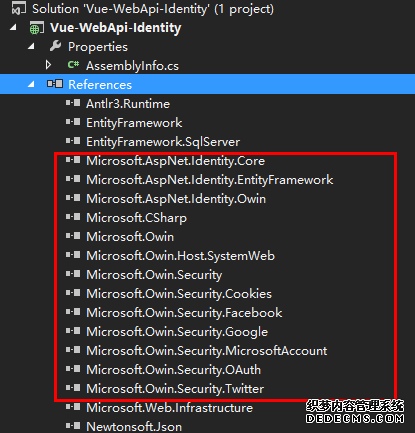 Solution 'Vue-WebApi-Identity' (1 project)
Vue-WebApi-Identity
Properties
C# AssemblyInfo.cs
References
Antlr3.Runtime
EntityFramework
EntityFramework.SqlServer
Microsoft.AspNet.Identity.Core
Microsoft.AspNet.Identity.EntityFramework
Microsoft.AspNet.Identity.Owin
Microsoft.CSharp
Microsoft.Owin
Microsoft.Owin.Host.SystemWeb
Microsoft.Owin.Security
Microsoft.Owin.Security.Cookies
Microsoft.Owin.Security.Facebook
Microsoft.Owin.Security.Google
Microsoft.Owin.Security.MicrosoftAccount
Microsoft.Owin.Security.OAuth
Microsoft.Owin.Security.Twitter
Microsoft.Web.Infrastructure
Newtonsoft.Json
织梦内容管理系统
DEDECMS.COM